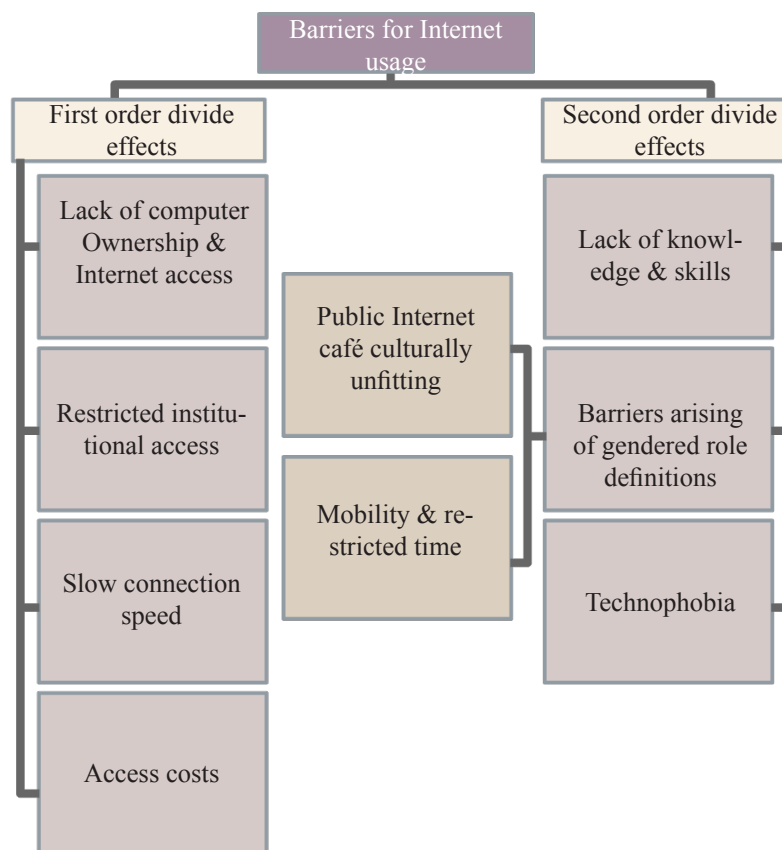 Barriers for Internet
usage
First order divide
effects
Lack of computer
Ownership &
Internet access
Restricted institu-
tional access
Slow connection
speed
Access costs
Second order divide
effects
Lack of knowl-
edge & skills
Barriers arising
of gendered role
definitions
Public Internet
café culturally
unfitting
Mobility & re-
stricted time
Technophobia